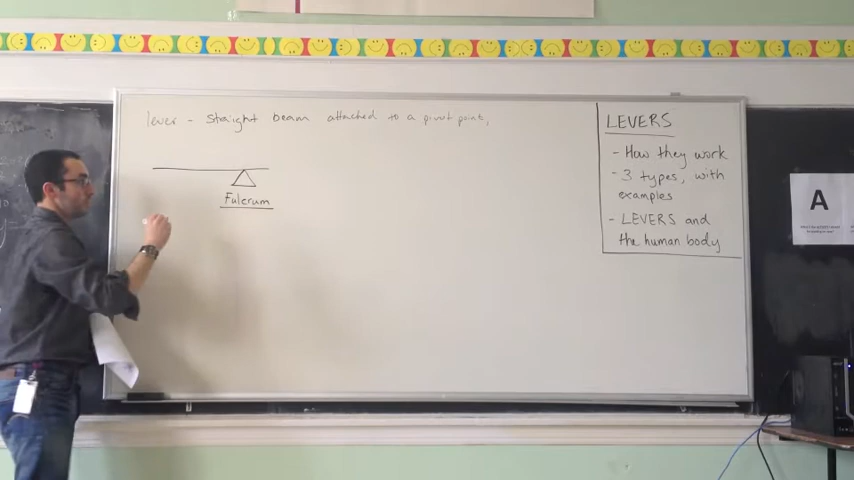 lever - straight beam attached to a pivot point,
Fulcrum
LEVERS
- How they work
- 3 types, with
examples
- LEVERS and
the human body
A